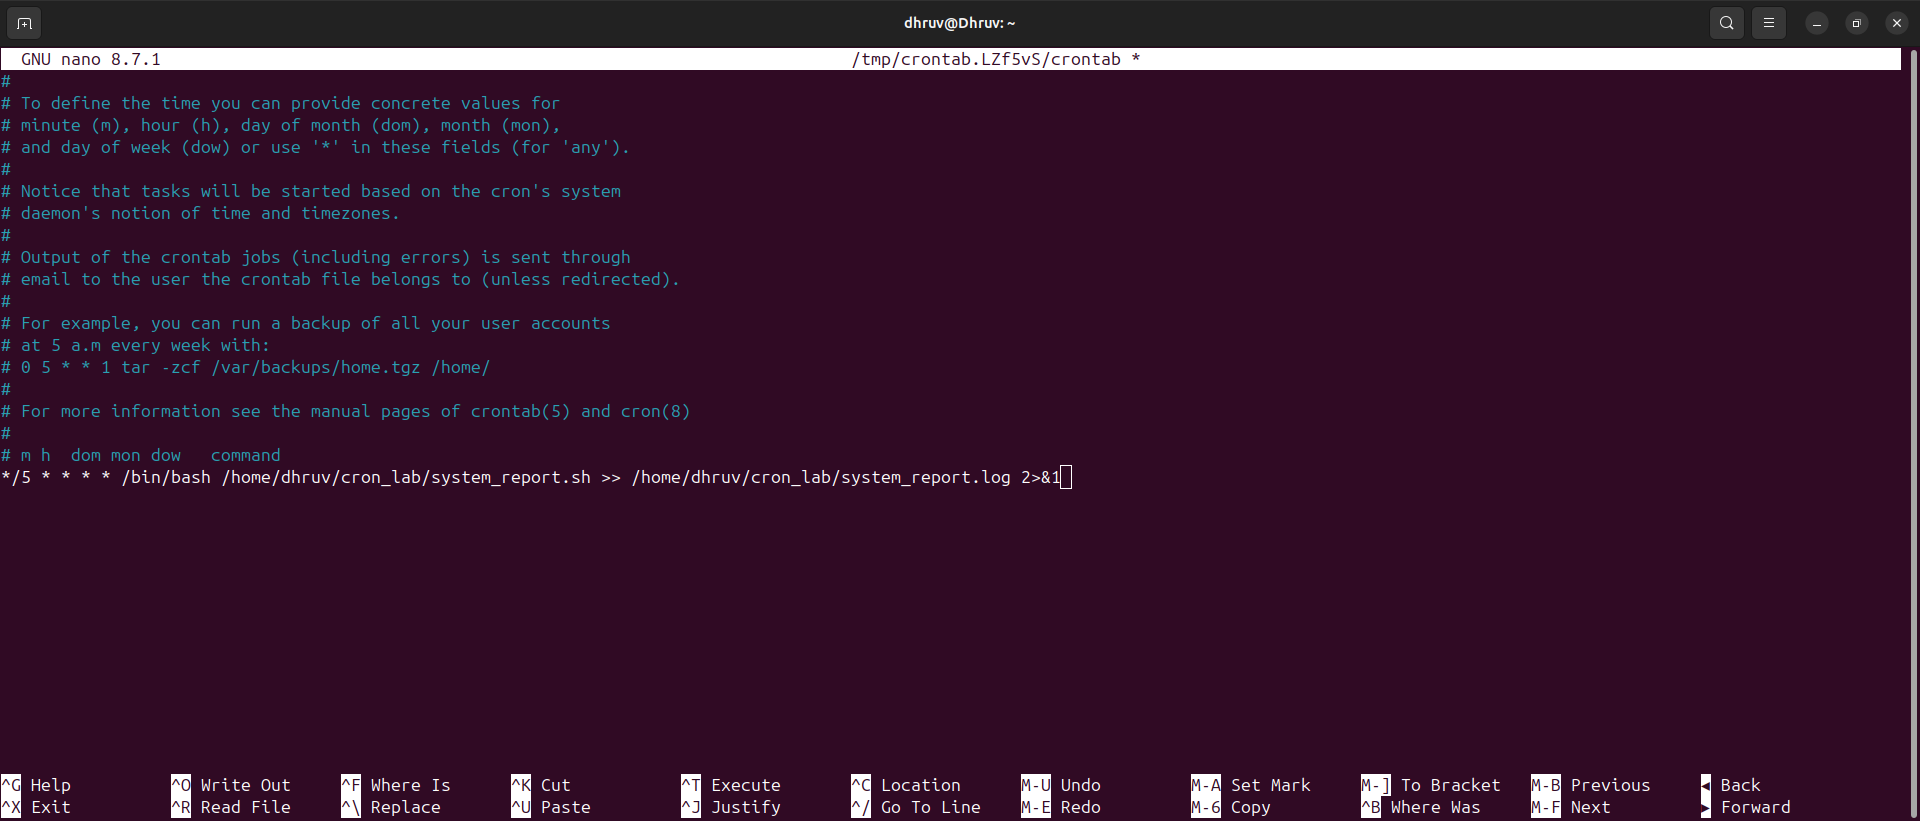 dhruv@Dhruv: ~
GNU nano 8.7.1 /tmp/crontab.LZf5vS/crontab *
#
# To define the time you can provide concrete values for
# minute (m), hour (h), day of month (dom), month (mon),
# and day of week (dow) or use '*' in these fields (for 'any').
#
# Notice that tasks will be started based on the cron's system
# daemon's notion of time and timezones.
#
# Output of the crontab jobs (including errors) is sent through
# email to the user the crontab file belongs to (unless redirected).
#
# For example, you can run a backup of all your user accounts
# at 5 a.m every week with:
# 0 5 * * 1 tar -zcf /var/backups/home.tgz /home/
#
# For more information see the manual pages of crontab(5) and cron(8)
#
# m h  dom mon dow   command
*/5 * * * * /bin/bash /home/dhruv/cron_lab/system_report.sh >> /home/dhruv/cron_lab/system_report.log 2>&1
^G Help ^O Write Out ^F Where Is ^K Cut ^T Execute ^C Location M-U Undo M-A Set Mark M-] To Bracket M-B Previous ◂ Back
^X Exit ^R Read File ^\ Replace ^U Paste ^J Justify ^/ Go To Line M-E Redo M-6 Copy ^B Where Was M-F Next ▸ Forward